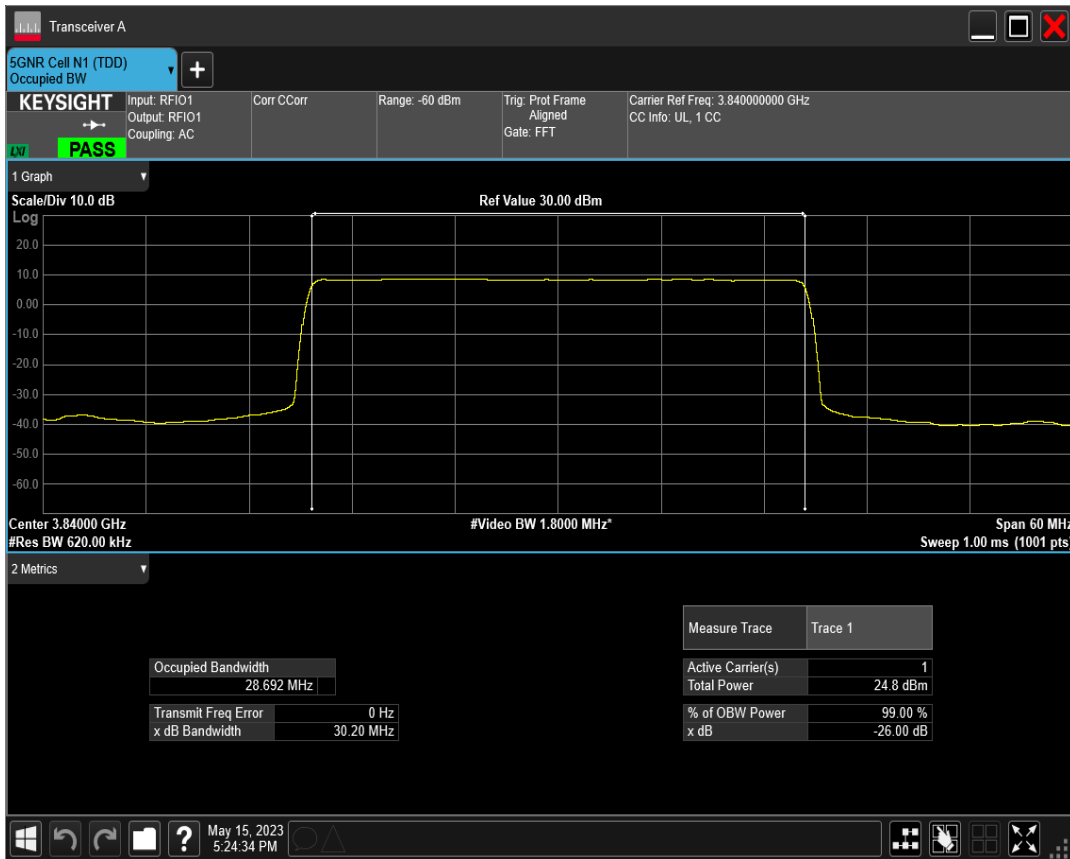 Transceiver A
5GNR Cell N1 (TDD)
Occupied BW
+
KEYSIGHT
LXI
PASS
Input: RFIO1
Output: RFIO1
Coupling: AC
Corr CCorr
Range: -60 dBm
Trig: Prot Frame
Aligned
Gate: FFT
Carrier Ref Freq: 3.840000000 GHz
CC Info: UL, 1 CC
1 Graph
Scale/Div 10.0 dB
Ref Value 30.00 dBm
Log
20.0
10.0
0.00
-10.0
-20.0
-30.0
-40.0
-50.0
-60.0
Center 3.84000 GHz
#Video BW 1.8000 MHz*
Span 60 MHz
#Res BW 620.00 kHz
Sweep 1.00 ms (1001 pts)
2 Metrics
Measure Trace Trace 1
Occupied Bandwidth
28.692 MHz
Active Carrier(s) 1
Total Power 24.8 dBm
Transmit Freq Error 0 Hz
x dB Bandwidth 30.20 MHz
% of OBW Power 99.00 %
x dB -26.00 dB
?
May 15, 2023
5:24:34 PM